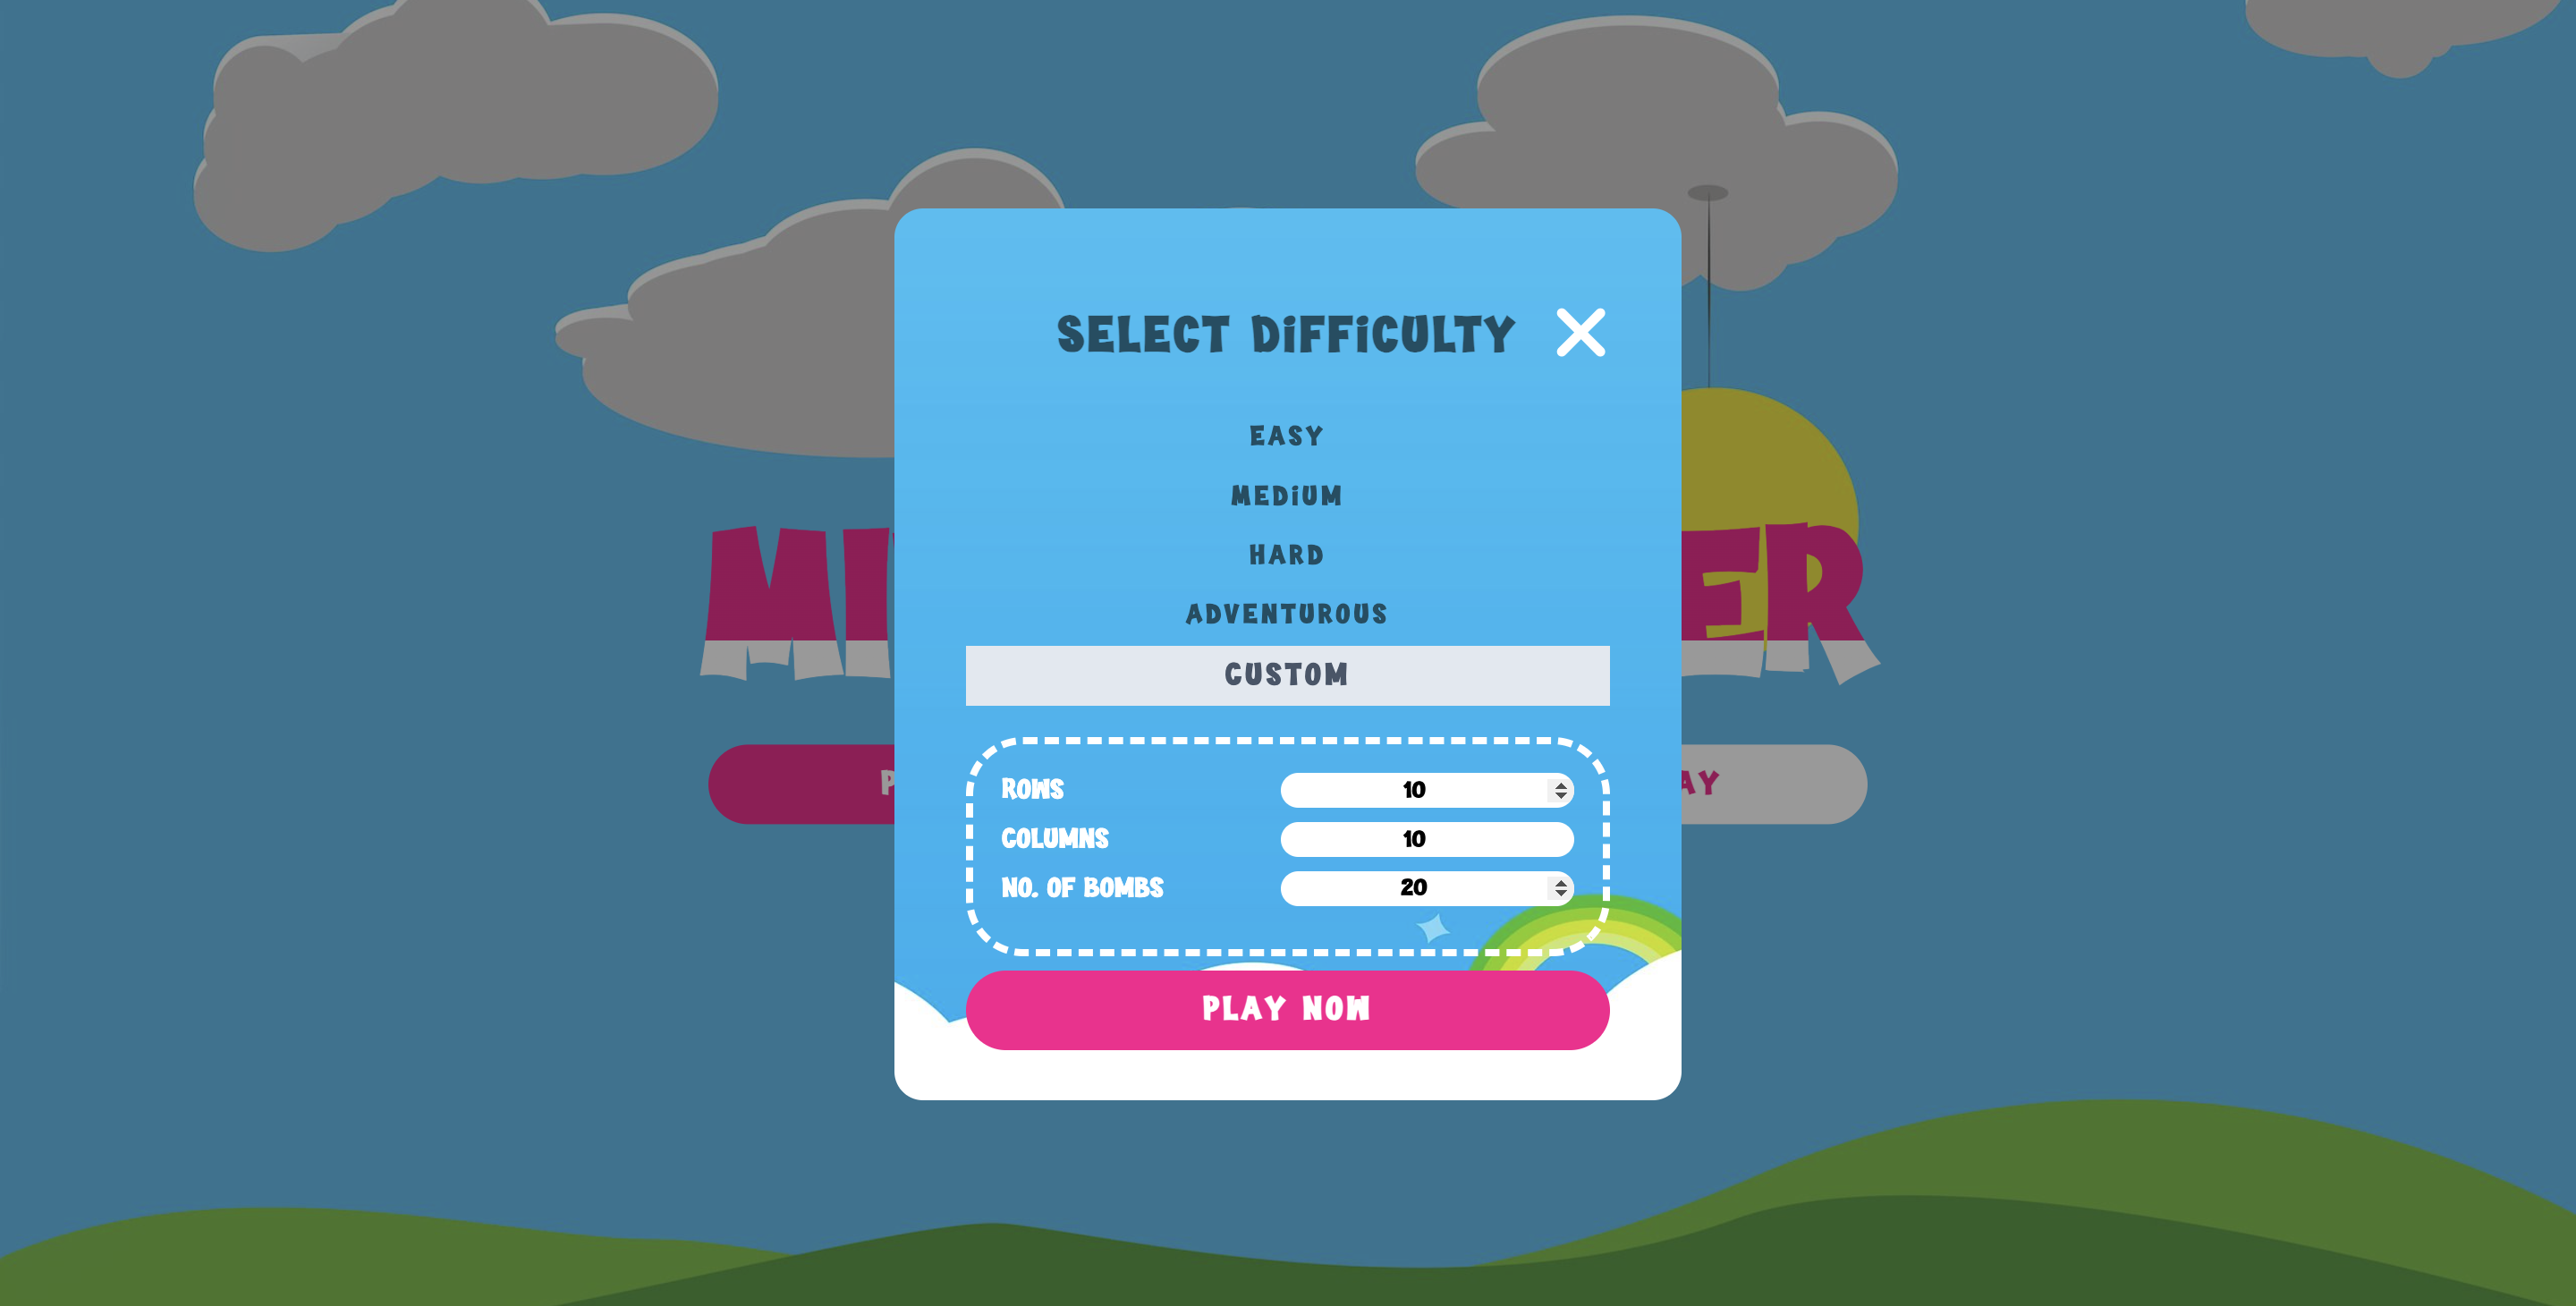 SELECT DiFFiCULTY
EASY
MEDiUM
HARD
ADVENTUROUS
CUSTOM
ROWS 10
COLUMNS 10
NO. OF BOMBS 20
PLAY NOW